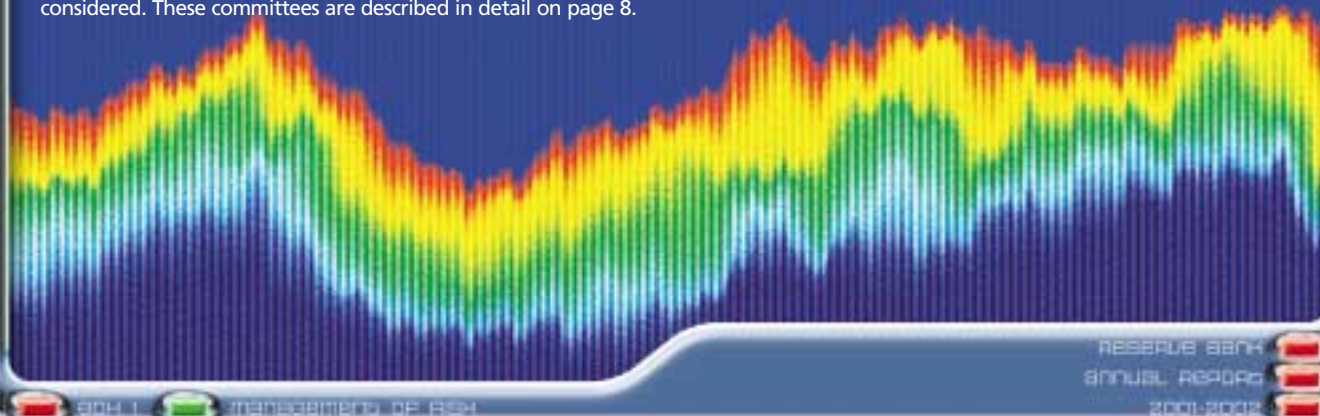 considered. These committees are described in detail on page 8.
RESERVE BANK
ANNUAL REPORT
2001-2002
BOX 1 MANAGEMENT OF RISK